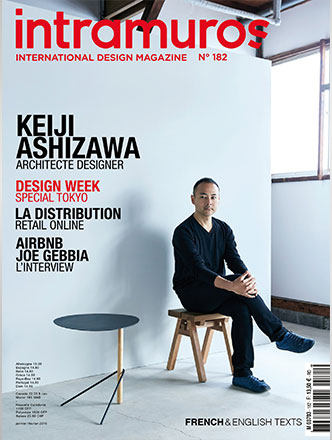 intramuros
INTERNATIONAL DESIGN MAGAZINE N° 182
KEIJI
ASHIZAWA
ARCHITECTE DESIGNER
DESIGN WEEK
SPECIAL TOKYO
LA DISTRIBUTION
RETAIL ONLINE
AIRBNB
JOE GEBBIA
L'INTERVIEW
FRENCH & ENGLISH TEXTS